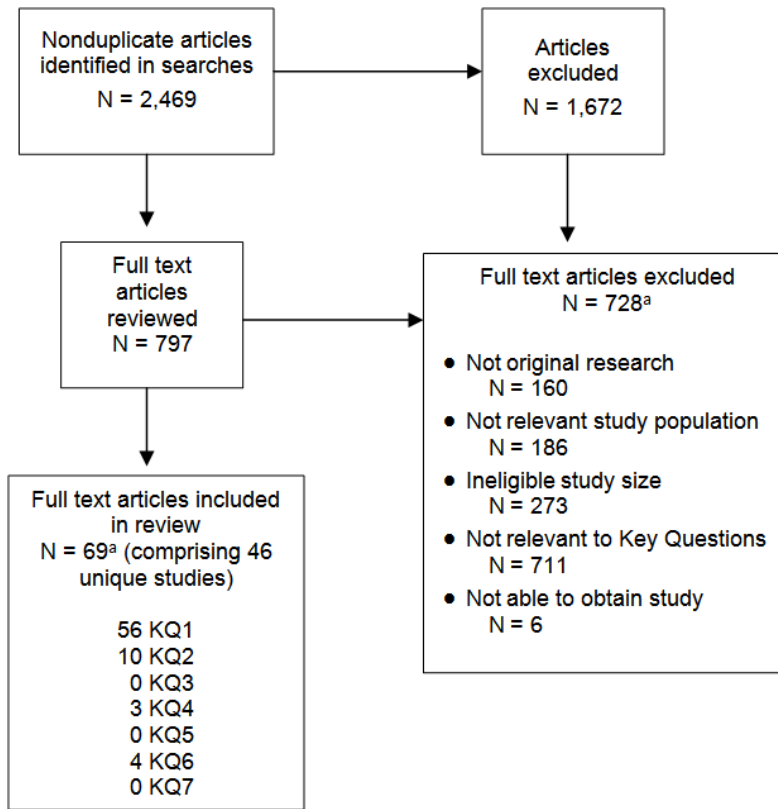 Nonduplicate articles
identified in searches
N = 2,469
Articles
excluded
N = 1,672
Full text
articles
reviewed
N = 797
Full text articles excluded
N = 728ᵃ
● Not original research
N = 160
● Not relevant study population
N = 186
● Ineligible study size
N = 273
● Not relevant to Key Questions
N = 711
● Not able to obtain study
N = 6
Full text articles included
in review
N = 69ᵃ (comprising 46
unique studies)
56 KQ1
10 KQ2
0 KQ3
3 KQ4
0 KQ5
4 KQ6
0 KQ7